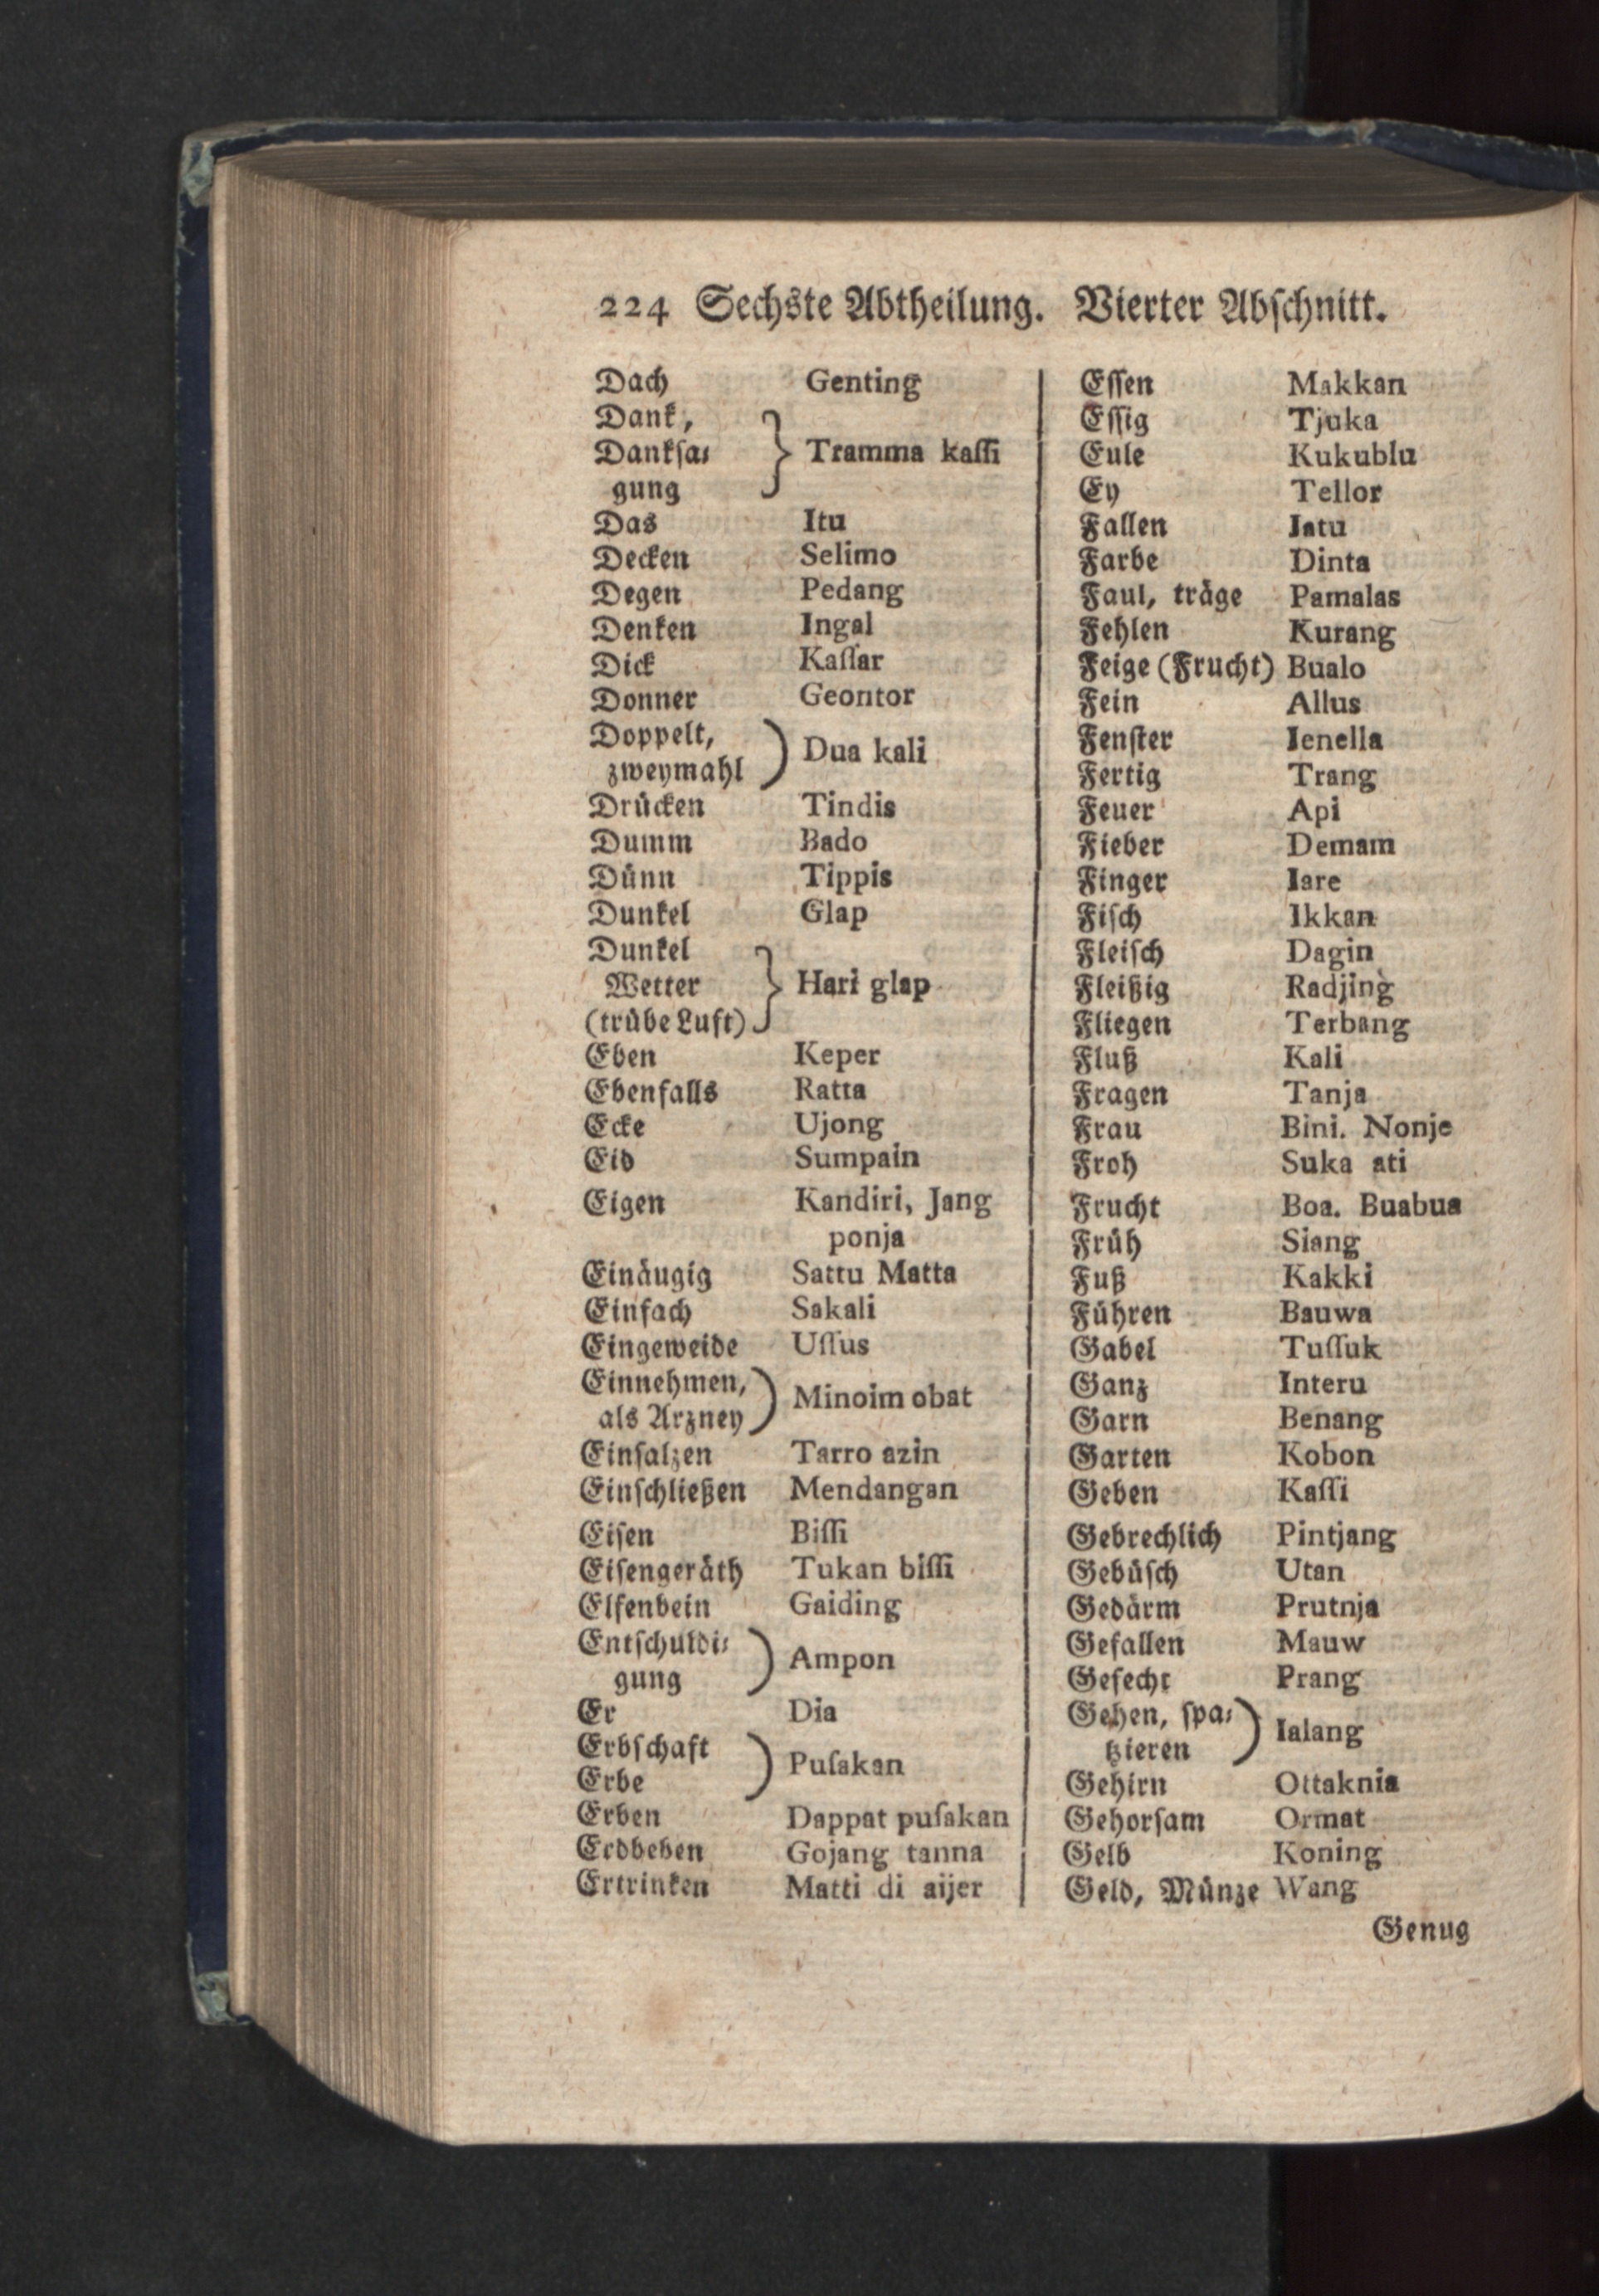 224 Sechste Abtheilung. Vierter Abschnitt.
Dach Genting
Dank,
Danksa⸗ } Tramma kaſſi
gung
Das Itu
Decken Selimo
Degen Pedang
Denken Ingal
Dick Kaſſar
Donner Geontor
Doppelt,
zweymahl ) Dua kali
Drücken Tindis
Dumm Bado
Dünn Tippis
Dunkel Glap
Dunkel
Wetter } Hari glap
(trübe Luft)
Eben Keper
Ebenfalls Ratta
Ecke Ujong
Eid Sumpain
Eigen Kandiri, Jang
ponja
Einäugig Sattu Matta
Einfach Sakali
Eingeweide Uſſus
Einnehmen,
als Arzney ) Minoim obat
Einſalzen Tarro azin
Einſchließen Mendangan
Eiſen Biſſi
Eiſengeräth Tukan biſſi
Elfenbein Gaiding
Entſchuldi⸗
gung ) Ampon
Er Dia
Erbſchaft
Erbe ) Puſakan
Erben Dappat puſakan
Erdbeben Gojang tanna
Ertrinken Matti di aijer
Eſſen Makkan
Eſſig Tjuka
Eule Kukublu
Ey Tellor
Fallen Iatu
Farbe Dinta
Faul, träge Pamalas
Fehlen Kurang
Feige (Frucht) Bualo
Fein Allus
Fenſter Ienella
Fertig Trang
Feuer Api
Fieber Demam
Finger Iare
Fiſch Ikkan
Fleiſch Dagin
Fleißig Radjing
Fliegen Terbang
Fluß Kali
Fragen Tanja
Frau Bini. Nonje
Froh Suka ati
Frucht Boa. Buabua
Früh Siang
Fuß Kakki
Führen Bauwa
Gabel Tuſſuk
Ganz Interu
Garn Benang
Garten Kobon
Geben Kaſſi
Gebrechlich Pintjang
Gebüſch Utan
Gedärm Prutnja
Gefallen Mauw
Gefecht Prang
Gehen, ſpa⸗
tzieren ) Ialang
Gehirn Ottaknia
Gehorſam Ormat
Gelb Koning
Geld, Münze Wang
Genug